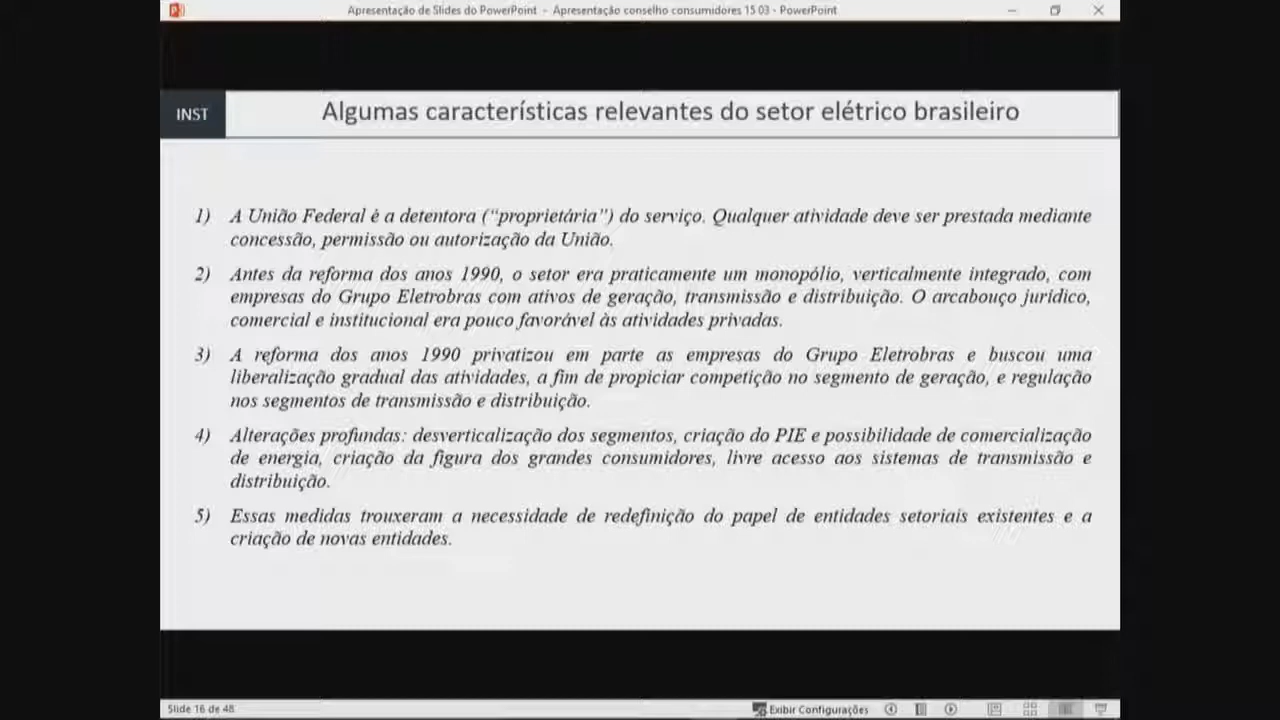 Apresentação de Slides do PowerPoint - Apresentação conselho consumidores 15 03 - PowerPoint
INST
Algumas características relevantes do setor elétrico brasileiro
1) A União Federal é a detentora (“proprietária”) do serviço. Qualquer atividade deve ser prestada mediante
concessão, permissão ou autorização da União.
2) Antes da reforma dos anos 1990, o setor era praticamente um monopólio, verticalmente integrado, com
empresas do Grupo Eletrobras com ativos de geração, transmissão e distribuição. O arcabouço jurídico,
comercial e institucional era pouco favorável às atividades privadas.
3) A reforma dos anos 1990 privatizou em parte as empresas do Grupo Eletrobras e buscou uma
liberalização gradual das atividades, a fim de propiciar competição no segmento de geração, e regulação
nos segmentos de transmissão e distribuição.
4) Alterações profundas: desverticalização dos segmentos, criação do PIE e possibilidade de comercialização
de energia, criação da figura dos grandes consumidores, livre acesso aos sistemas de transmissão e
distribuição.
5) Essas medidas trouxeram a necessidade de redefinição do papel de entidades setoriais existentes e a
criação de novas entidades.
Slide 16 de 48
Exibir Configurações